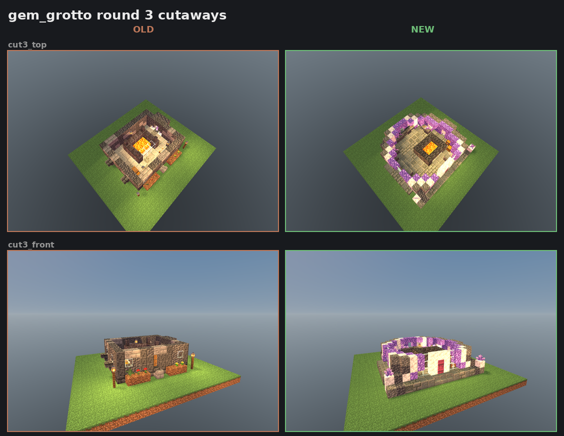 gem_grotto round 3 cutaways
OLD
NEW
cut3_top
cut3_front